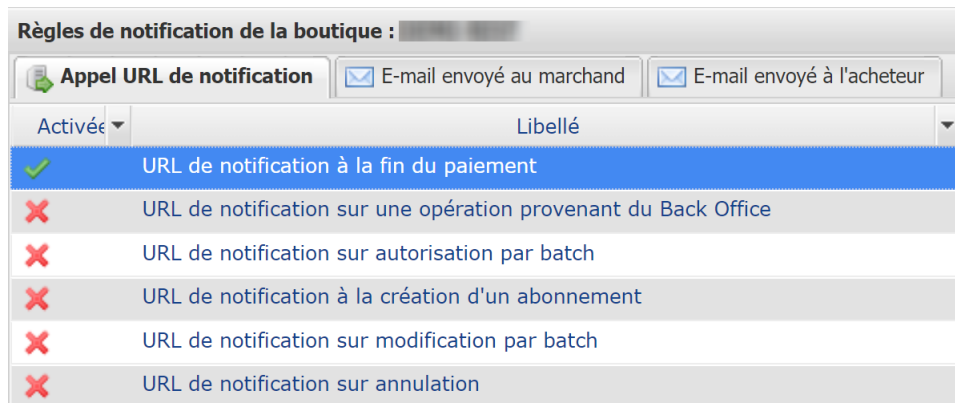 Règles de notification de la boutique :
Appel URL de notification E-mail envoyé au marchand E-mail envoyé à l'acheteur
Activée Libellé
URL de notification à la fin du paiement
URL de notification sur une opération provenant du Back Office
URL de notification sur autorisation par batch
URL de notification à la création d'un abonnement
URL de notification sur modification par batch
URL de notification sur annulation